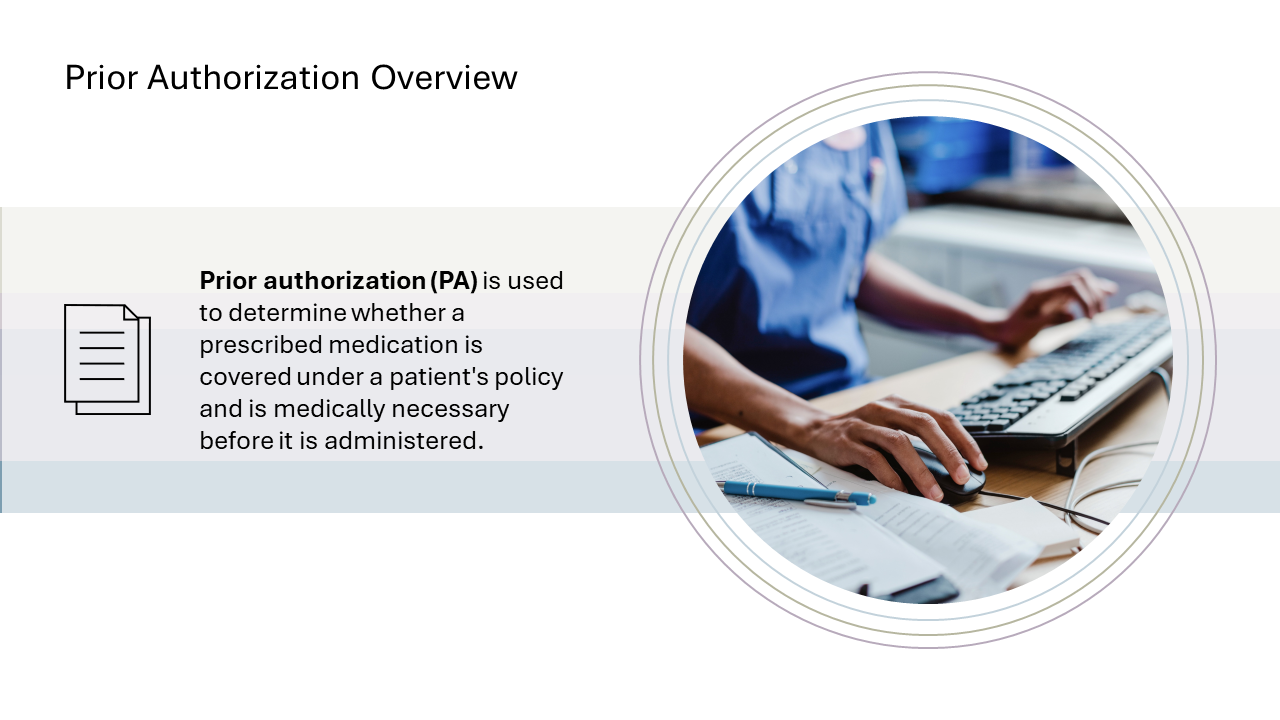 Prior Authorization Overview
Prior authorization (PA) is used
to determine whether a
prescribed medication is
covered under a patient's policy
and is medically necessary
before it is administered.